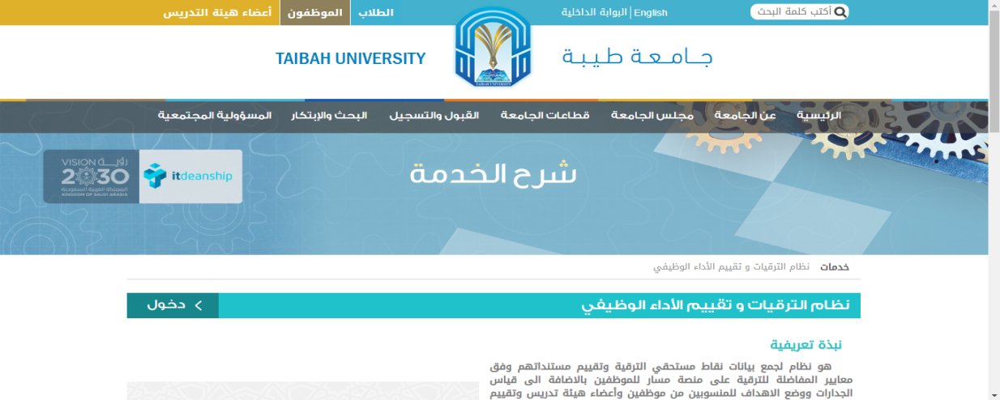 أكتب كلمة البحث
English | البوابة الداخلية
الطلاب
الموظفون
أعضاء هيئة التدريس
جامعة طيبة
TAIBAH UNIVERSITY
TAIBAH UNIVERSITY
الرئيسية عن الجامعة مجلس الجامعة قطاعات الجامعة القبول والتسجيل البحث والإبتكار المسؤولية المجتمعية
شرح الخدمة
VISION رؤيــة
2030
المملكة العربية السعودية
KINGDOM OF SAUDI ARABIA
itdeanship
خدمات نظام الترقيات و تقييم الأداء الوظيفي
نظام الترقيات و تقييم الأداء الوظيفي
دخول
نبذة تعريفية
هو نظام لجمع بيانات نقاط مستحقي الترقية وتقييم مستنداتهم وفق
معايير المفاضلة للترقية على منصة مسار للموظفين بالاضافة الى قياس
الجدارات ووضع الاهداف للمنسوبين من موظفين وأعضاء هيئة تدريس وتقييم